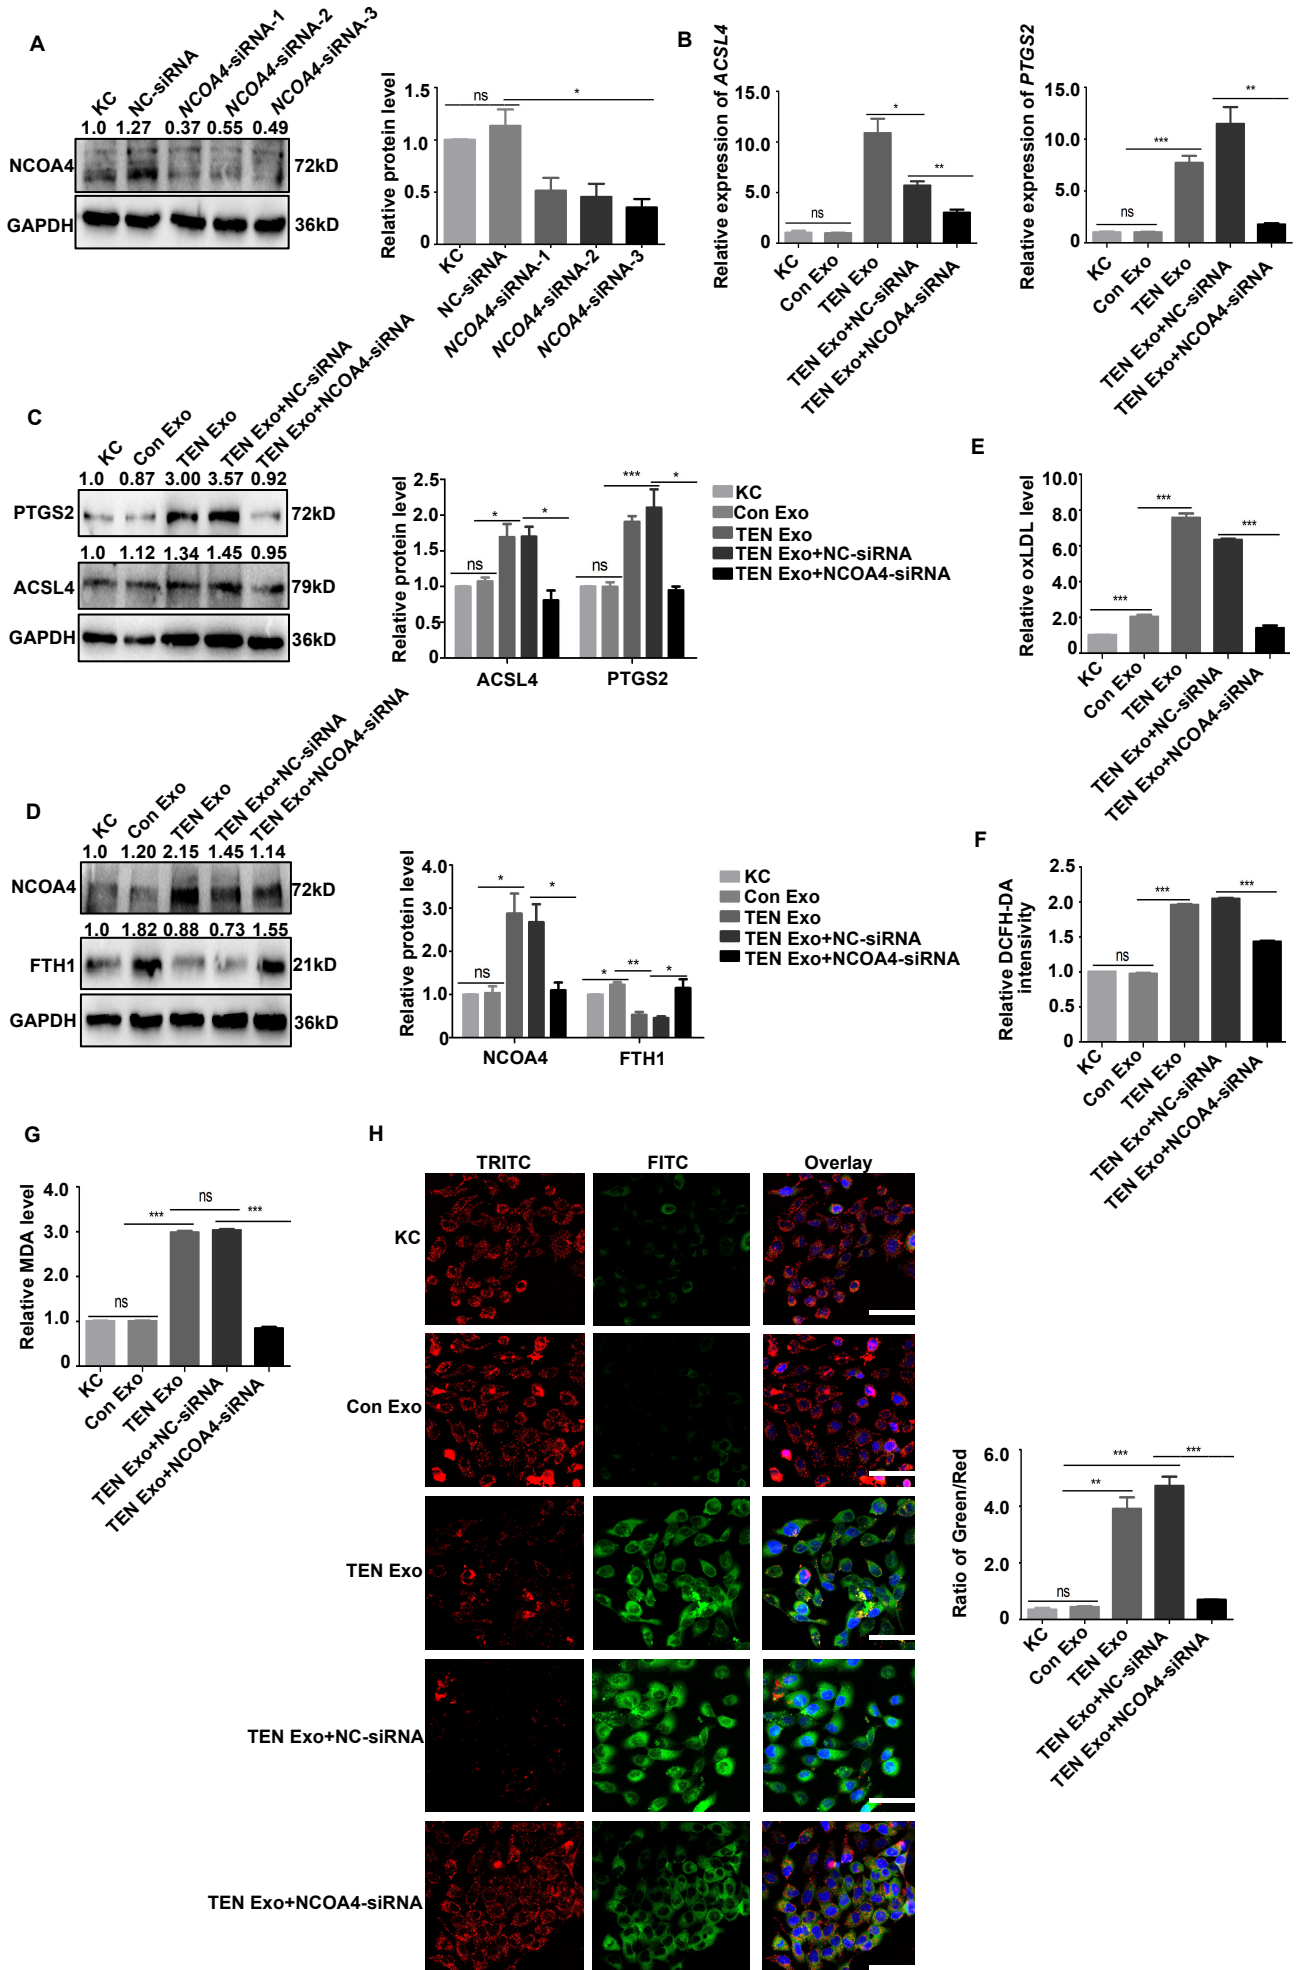 A
KC
NC-siRNA
NCOA4-siRNA-1
NCOA4-siRNA-2
NCOA4-siRNA-3
1.0 1.27 0.37 0.55 0.49
NCOA4
72kD
GAPDH
36kD
Relative protein level
1.5
1.0
0.5
0
ns
*
KC
NC-siRNA
NCOA4-siRNA-1
NCOA4-siRNA-2
NCOA4-siRNA-3
B
Relative expression of ACSL4
15.0
10.0
5.0
0
ns
*
**
KC
Con Exo
TEN Exo
TEN Exo+NC-siRNA
TEN Exo+NCOA4-siRNA
Relative expression of PTGS2
15.0
10.0
5.0
0
ns
***
**
KC
Con Exo
TEN Exo
TEN Exo+NC-siRNA
TEN Exo+NCOA4-siRNA
C
KC
Con Exo
TEN Exo
TEN Exo+NC-siRNA
TEN Exo+NCOA4-siRNA
1.0 0.87 3.00 3.57 0.92
PTGS2
72kD
1.0 1.12 1.34 1.45 0.95
ACSL4
79kD
GAPDH
36kD
Relative protein level
2.5
2.0
1.5
1.0
0.5
0
ns
*
*
ns
***
*
ACSL4
PTGS2
KC
Con Exo
TEN Exo
TEN Exo+NC-siRNA
TEN Exo+NCOA4-siRNA
E
Relative oxLDL level
10.0
8.0
6.0
4.0
2.0
0
***
***
***
KC
Con Exo
TEN Exo
TEN Exo+NC-siRNA
TEN Exo+NCOA4-siRNA
D
KC
Con Exo
TEN Exo
TEN Exo+NC-siRNA
TEN Exo+NCOA4-siRNA
1.0 1.20 2.15 1.45 1.14
NCOA4
72kD
1.0 1.82 0.88 0.73 1.55
FTH1
21kD
GAPDH
36kD
Relative protein level
4.0
3.0
2.0
1.0
0
ns
*
*
*
**
*
NCOA4
FTH1
KC
Con Exo
TEN Exo
TEN Exo+NC-siRNA
TEN Exo+NCOA4-siRNA
F
Relative DCFH-DA
intensivity
2.5
2.0
1.5
1.0
0.5
0
ns
***
***
KC
Con Exo
TEN Exo
TEN Exo+NC-siRNA
TEN Exo+NCOA4-siRNA
G
Relative MDA level
4.0
3.0
2.0
1.0
0
ns
***
ns
***
KC
Con Exo
TEN Exo
TEN Exo+NC-siRNA
TEN Exo+NCOA4-siRNA
H
TRITC
FITC
Overlay
KC
Con Exo
TEN Exo
TEN Exo+NC-siRNA
TEN Exo+NCOA4-siRNA
Ratio of Green/Red
6.0
4.0
2.0
0
ns
**
***
***
KC
Con Exo
TEN Exo
TEN Exo+NC-siRNA
TEN Exo+NCOA4-siRNA